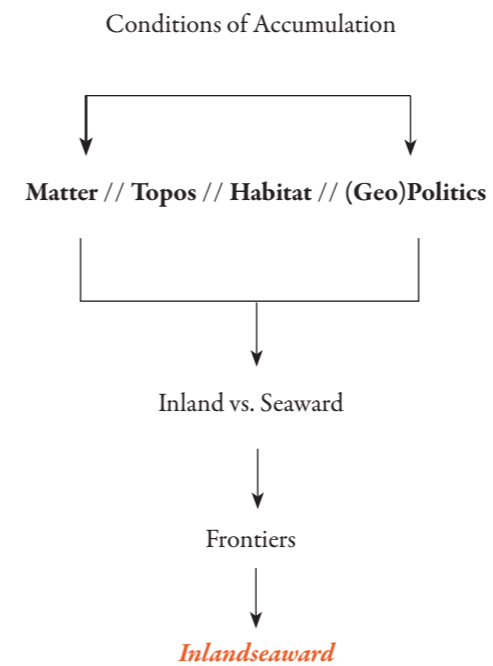 Conditions of Accumulation
Matter // Topos // Habitat // (Geo)Politics
Inland vs. Seaward
Frontiers
Inlandseaward